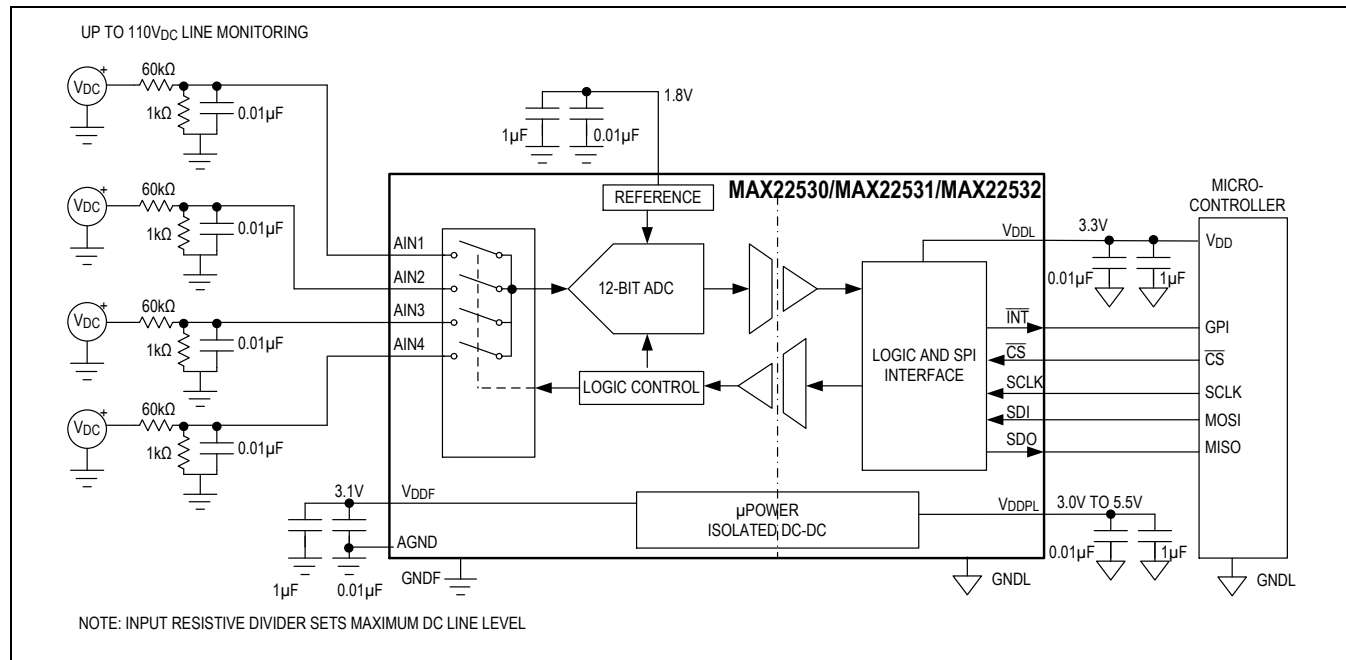 UP TO 110VDC LINE MONITORING
VDC
+
60kΩ
1kΩ
0.01µF
VDC
+
60kΩ
1kΩ
0.01µF
VDC
+
60kΩ
1kΩ
0.01µF
VDC
+
60kΩ
1kΩ
0.01µF
1.8V
1µF
0.01µF
MAX22530/MAX22531/MAX22532
REFERENCE
AIN1
AIN2
AIN3
AIN4
12-BIT ADC
LOGIC CONTROL
LOGIC AND SPI
INTERFACE
VDDL
3.3V
0.01µF
1µF
INT
CS
SCLK
SDI
SDO
MICRO-
CONTROLLER
VDD
GPI
CS
SCLK
MOSI
MISO
3.1V
VDDF
AGND
1µF
0.01µF
GNDF
µPOWER
ISOLATED DC-DC
VDDPL
3.0V TO 5.5V
0.01µF
1µF
GNDL
GNDL
NOTE: INPUT RESISTIVE DIVIDER SETS MAXIMUM DC LINE LEVEL